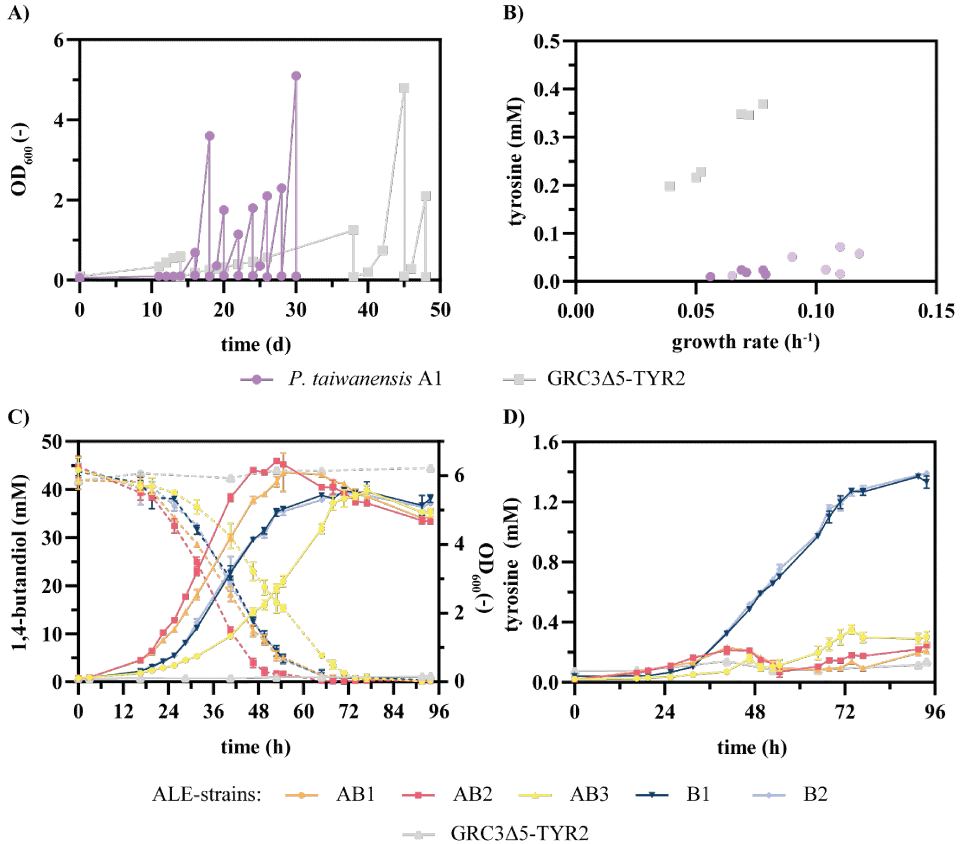 A)
B)
6
4
2
0
OD600 (-)
0
10
20
30
40
50
time (d)
0.5
0.4
0.3
0.2
0.1
0.0
tyrosine (mM)
0.00
0.05
0.10
0.15
growth rate (h-1)
P. taiwanensis A1
GRC3Δ5-TYR2
C)
D)
50
40
30
20
10
0
1,4-butandiol (mM)
6
4
2
0
OD600(-)
0
12
24
36
48
60
72
84
96
time (h)
1.6
1.2
0.8
0.4
0.0
tyrosine (mM)
0
24
48
72
96
time (h)
ALE-strains:
AB1
AB2
AB3
B1
B2
GRC3Δ5-TYR2